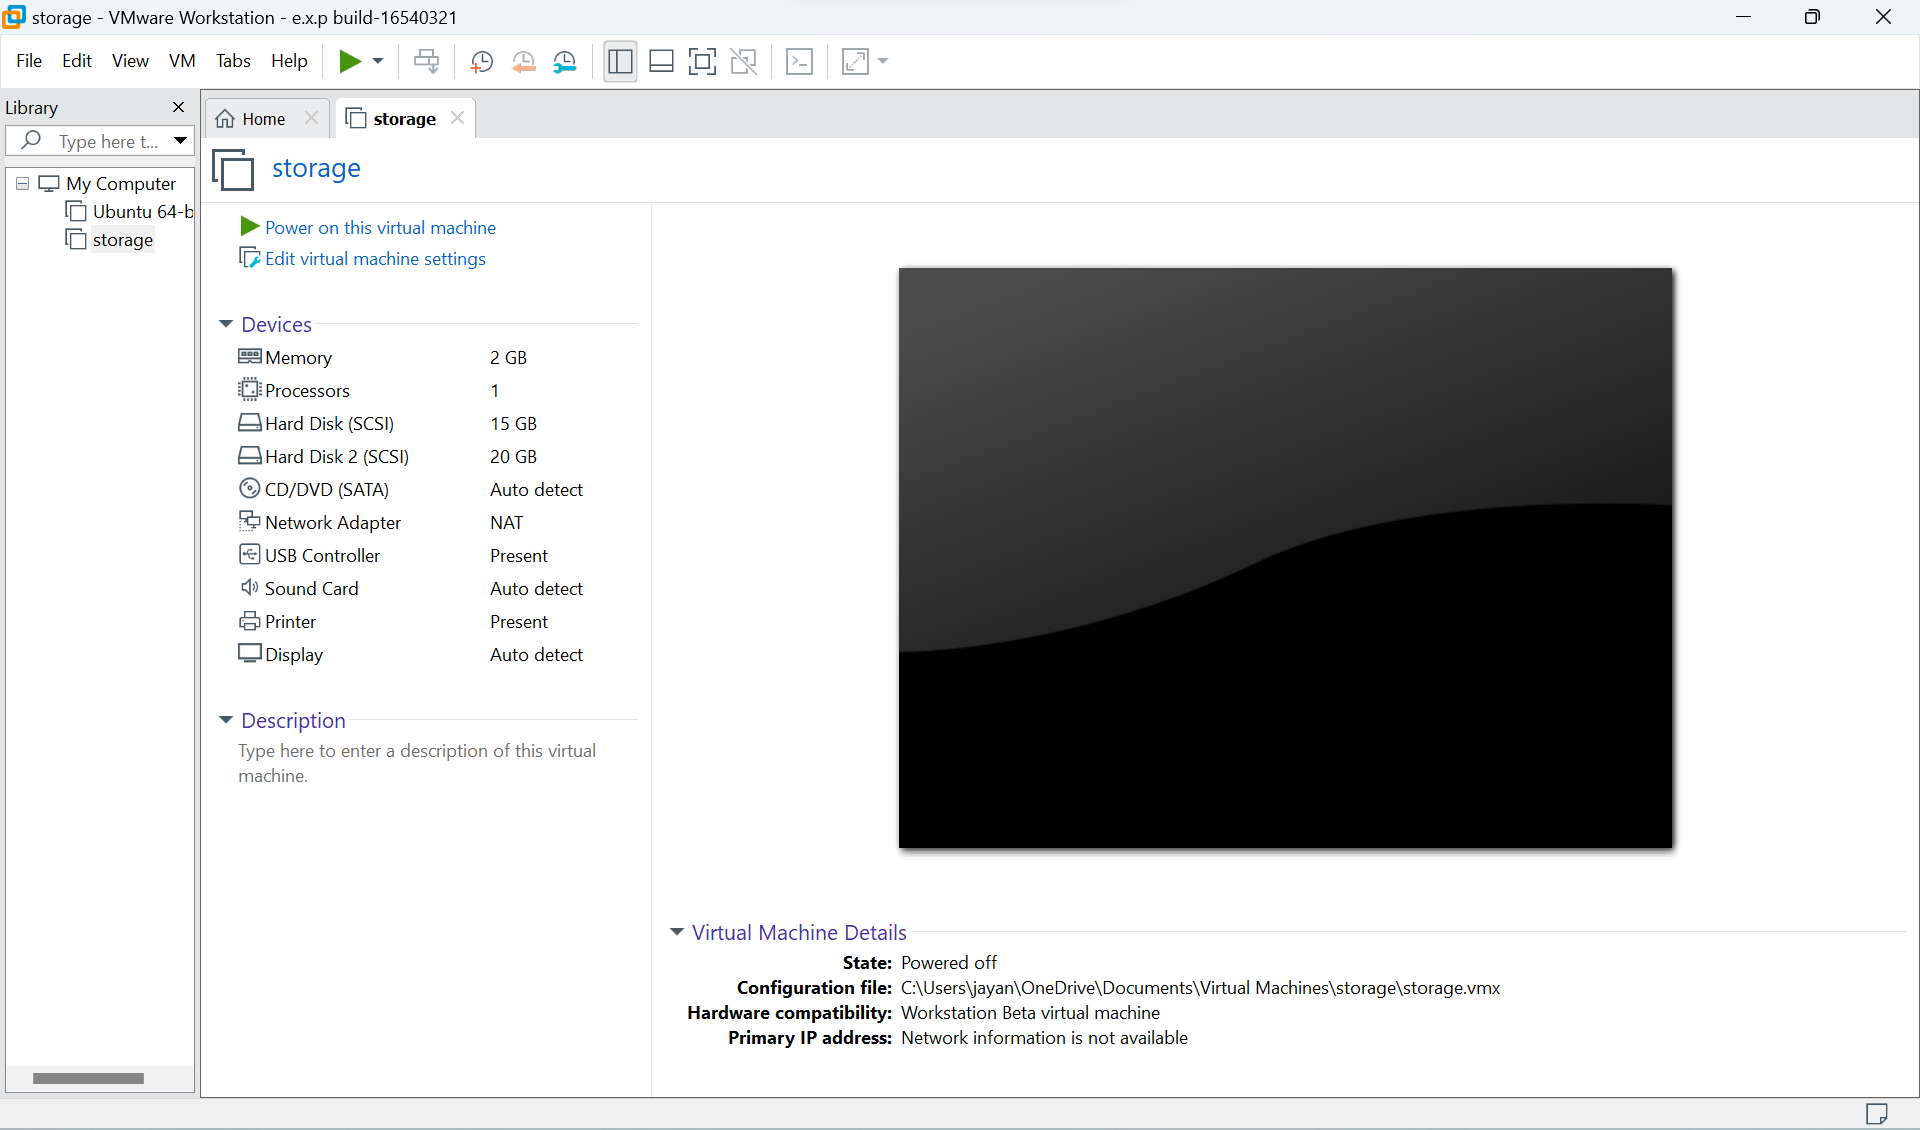 storage - VMware Workstation - e.x.p build-16540321
File Edit View VM Tabs Help
Library
Type here t...
My Computer
Ubuntu 64-b
storage
Home
storage
storage
Power on this virtual machine
Edit virtual machine settings
Devices
Memory 2 GB
Processors 1
Hard Disk (SCSI) 15 GB
Hard Disk 2 (SCSI) 20 GB
CD/DVD (SATA) Auto detect
Network Adapter NAT
USB Controller Present
Sound Card Auto detect
Printer Present
Display Auto detect
Description
Type here to enter a description of this virtual
machine.
Virtual Machine Details
State: Powered off
Configuration file: C:\Users\jayan\OneDrive\Documents\Virtual Machines\storage\storage.vmx
Hardware compatibility: Workstation Beta virtual machine
Primary IP address: Network information is not available